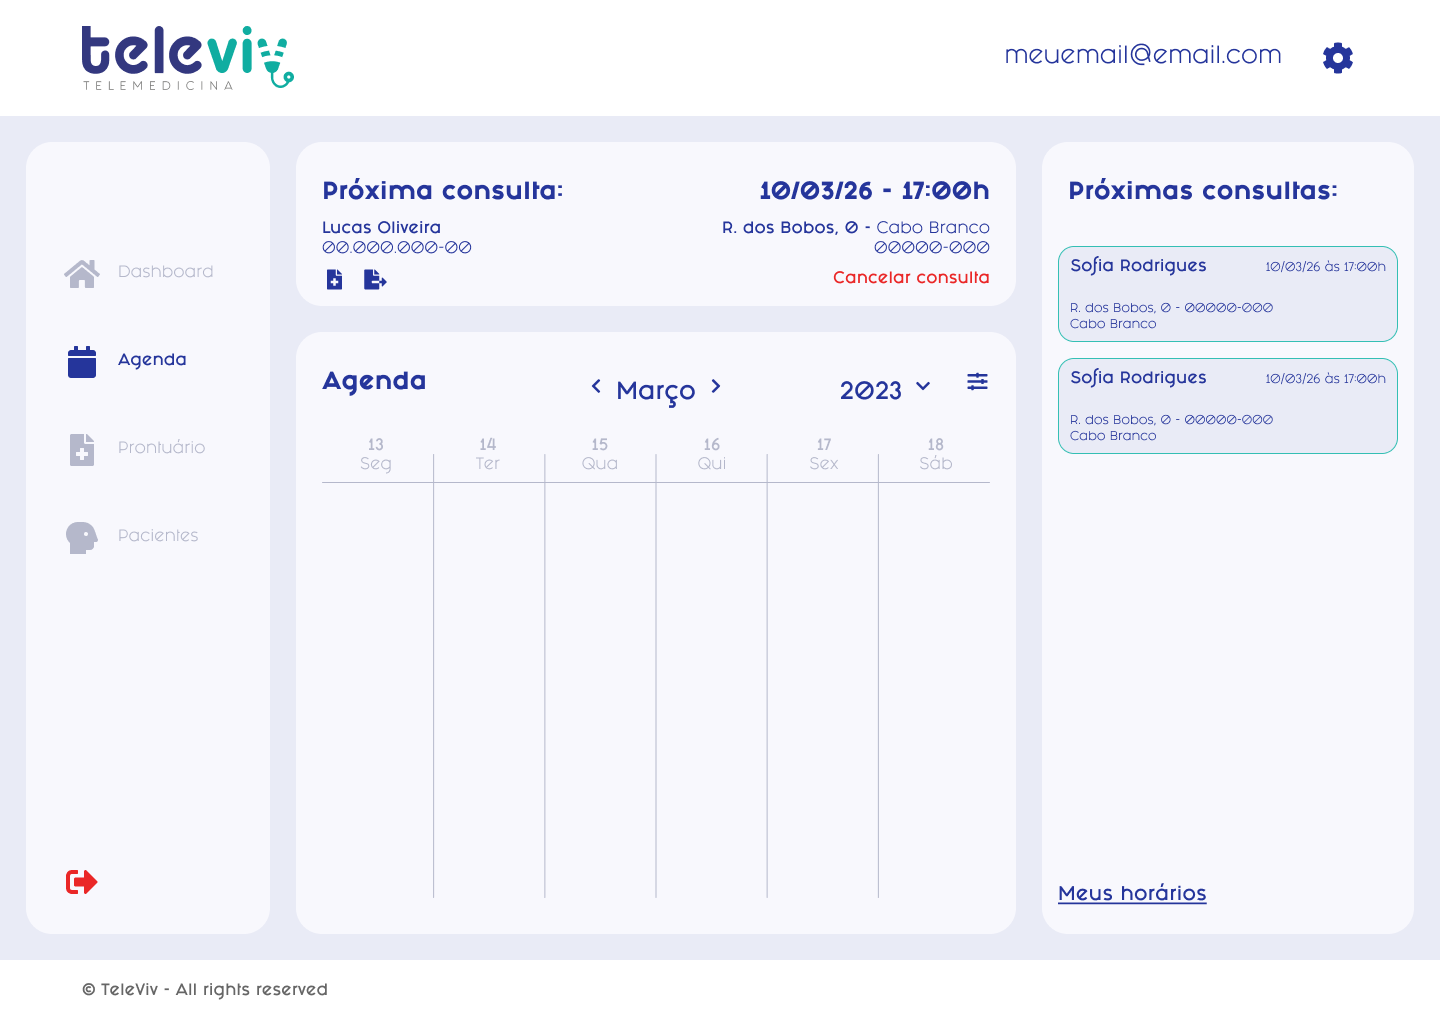 televiv
TELEMEDICINA
meuemail@email.com
Dashboard
Agenda
Prontuário
Pacientes
Próxima consulta:
10/03/26 - 17:00h
Lucas Oliveira
R. dos Bobos, 0 - Cabo Branco
00.000.000-00
00000-000
Cancelar consulta
Agenda
Março
2023
13
Seg
14
Ter
15
Qua
16
Qui
17
Sex
18
Sáb
Próximas consultas:
Sofia Rodrigues
10/03/26 às 17:00h
R. dos Bobos, 0 - 00000-000
Cabo Branco
Sofia Rodrigues
10/03/26 às 17:00h
R. dos Bobos, 0 - 00000-000
Cabo Branco
Meus horários
© TeleViv - All rights reserved